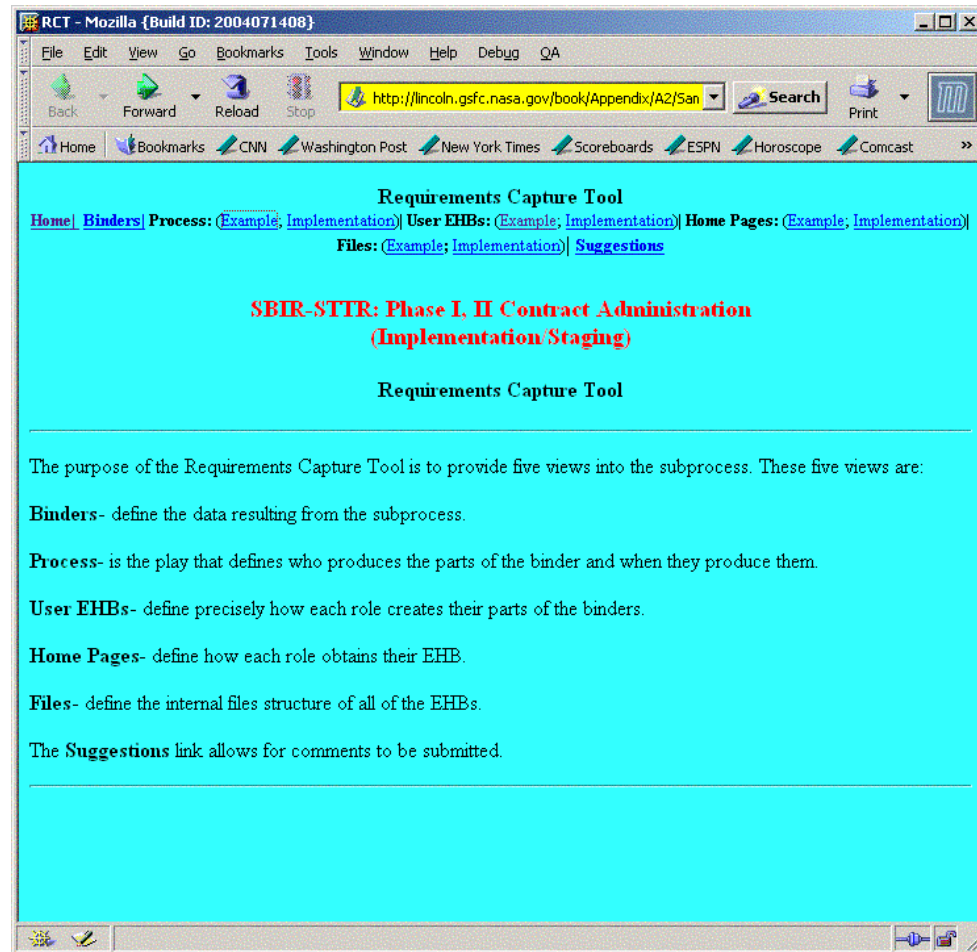 RCT - Mozilla {Build ID: 2004071408}
File Edit View Go Bookmarks Tools Window Help Debug QA
http://lincoln.gsfc.nasa.gov/book/Appendix/A2/San Search
Back Forward Reload Stop Print
Home Bookmarks CNN Washington Post New York Times Scoreboards ESPN Horoscope Comcast »
Requirements Capture Tool
Home| Binders| Process: (Example; Implementation)| User EHBs: (Example; Implementation)| Home Pages: (Example; Implementation)|
Files: (Example; Implementation)| Suggestions
SBIR-STTR: Phase I, II Contract Administration
(Implementation/Staging)
Requirements Capture Tool
The purpose of the Requirements Capture Tool is to provide five views into the subprocess. These five views are:
Binders- define the data resulting from the subprocess.
Process- is the play that defines who produces the parts of the binder and when they produce them.
User EHBs- define precisely how each role creates their parts of the binders.
Home Pages- define how each role obtains their EHB.
Files- define the internal files structure of all of the EHBs.
The Suggestions link allows for comments to be submitted.